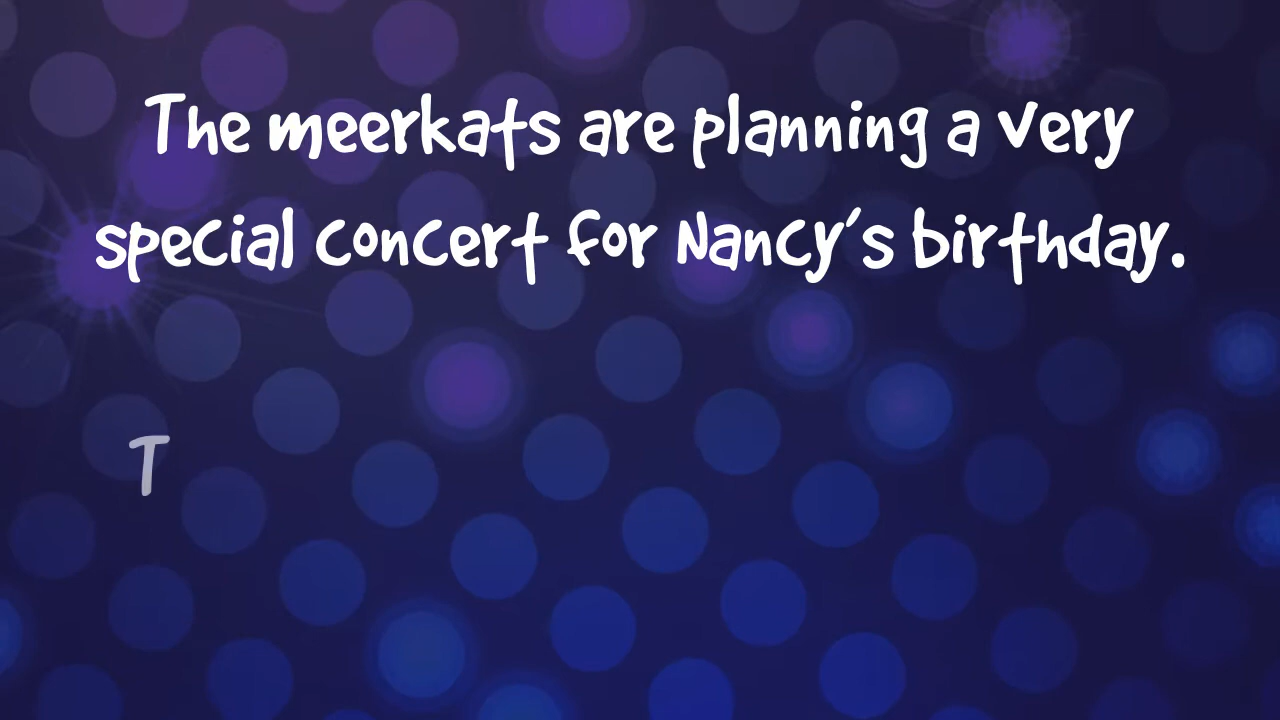 The meerkats are planning a very
special concert for Nancy's birthday.
T